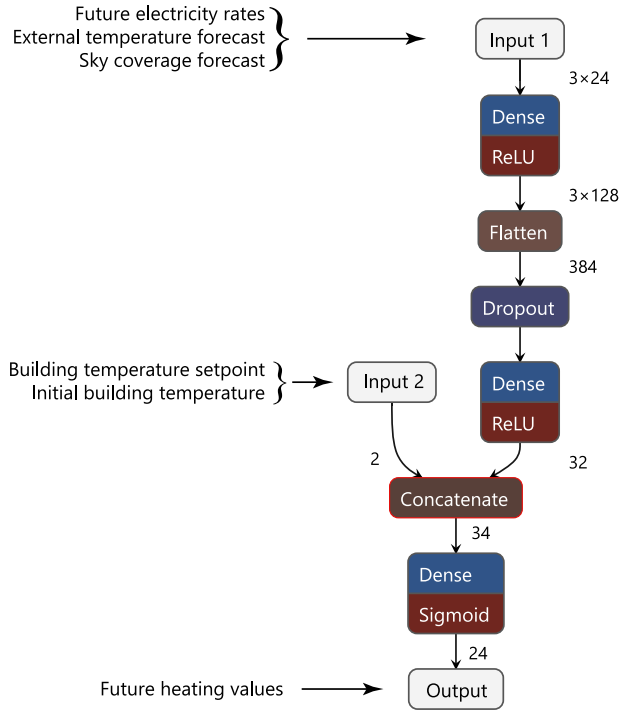 Future electricity rates
External temperature forecast
Sky coverage forecast
Input 1
3×24
Dense
ReLU
3×128
Flatten
384
Dropout
Building temperature setpoint
Initial building temperature
Input 2
Dense
ReLU
2
32
Concatenate
34
Dense
Sigmoid
24
Future heating values
Output